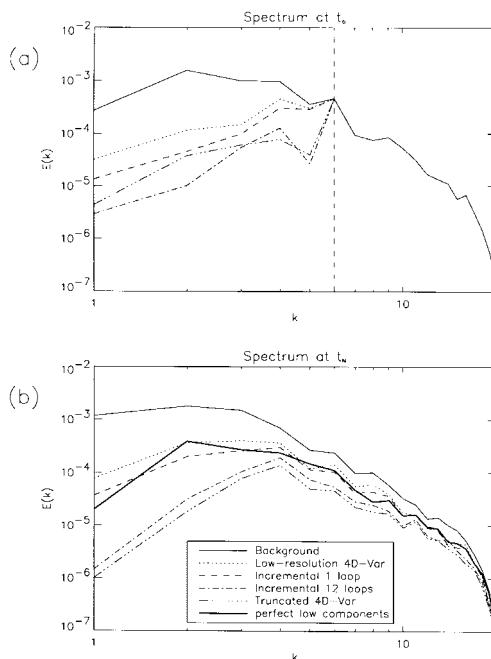 Spectrum at t₀
(a)
10⁻²
10⁻³
10⁻⁴
10⁻⁵
10⁻⁶
10⁻⁷
E(k)
1
10
k
Spectrum at t_N
(b)
10⁻²
10⁻³
10⁻⁴
10⁻⁵
10⁻⁶
10⁻⁷
E(k)
Background
Low-resolution 4D-Var
Incremental 1 loop
Incremental 12 loops
Truncated 4D-Var
perfect low components
1
10
k